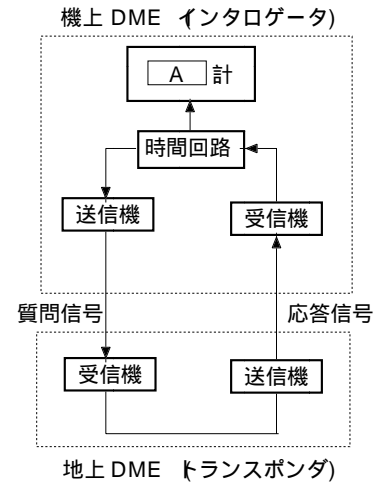 機上 DME (インタロゲータ)
A 計
時間回路
送信機
受信機
質問信号
応答信号
受信機
送信機
地上 DME (トランスポンダ)